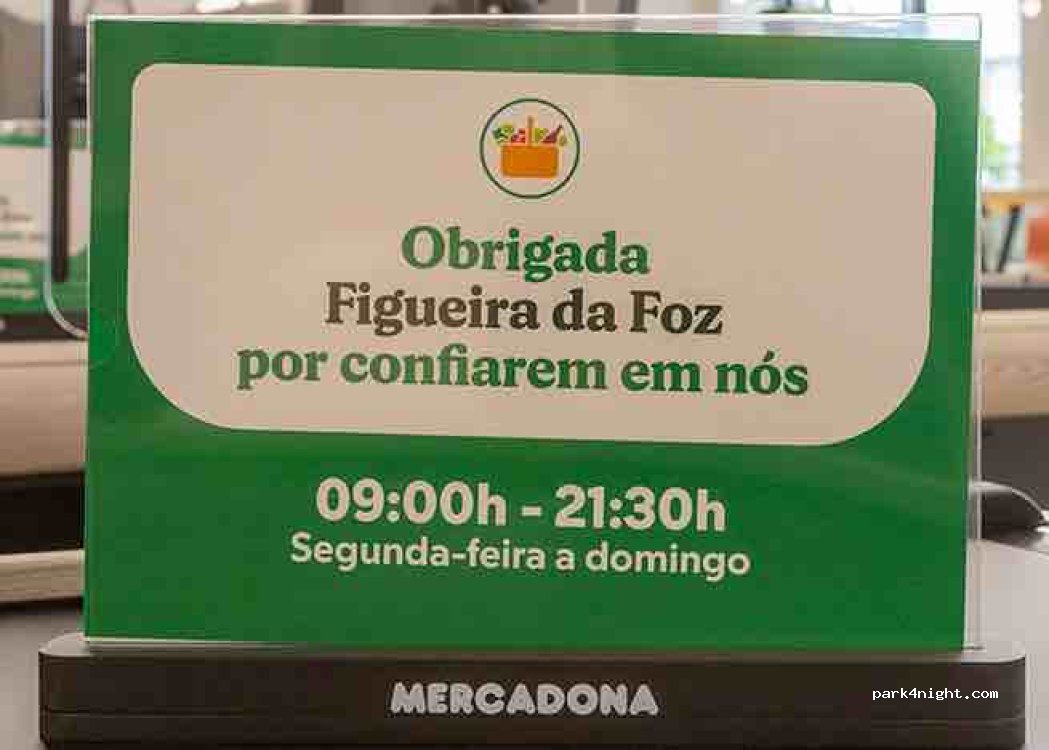 Obrigada
Figueira da Foz
por confiarem em nós
09:00h - 21:30h
Segunda-feira a domingo
MERCADONA
park4night.com